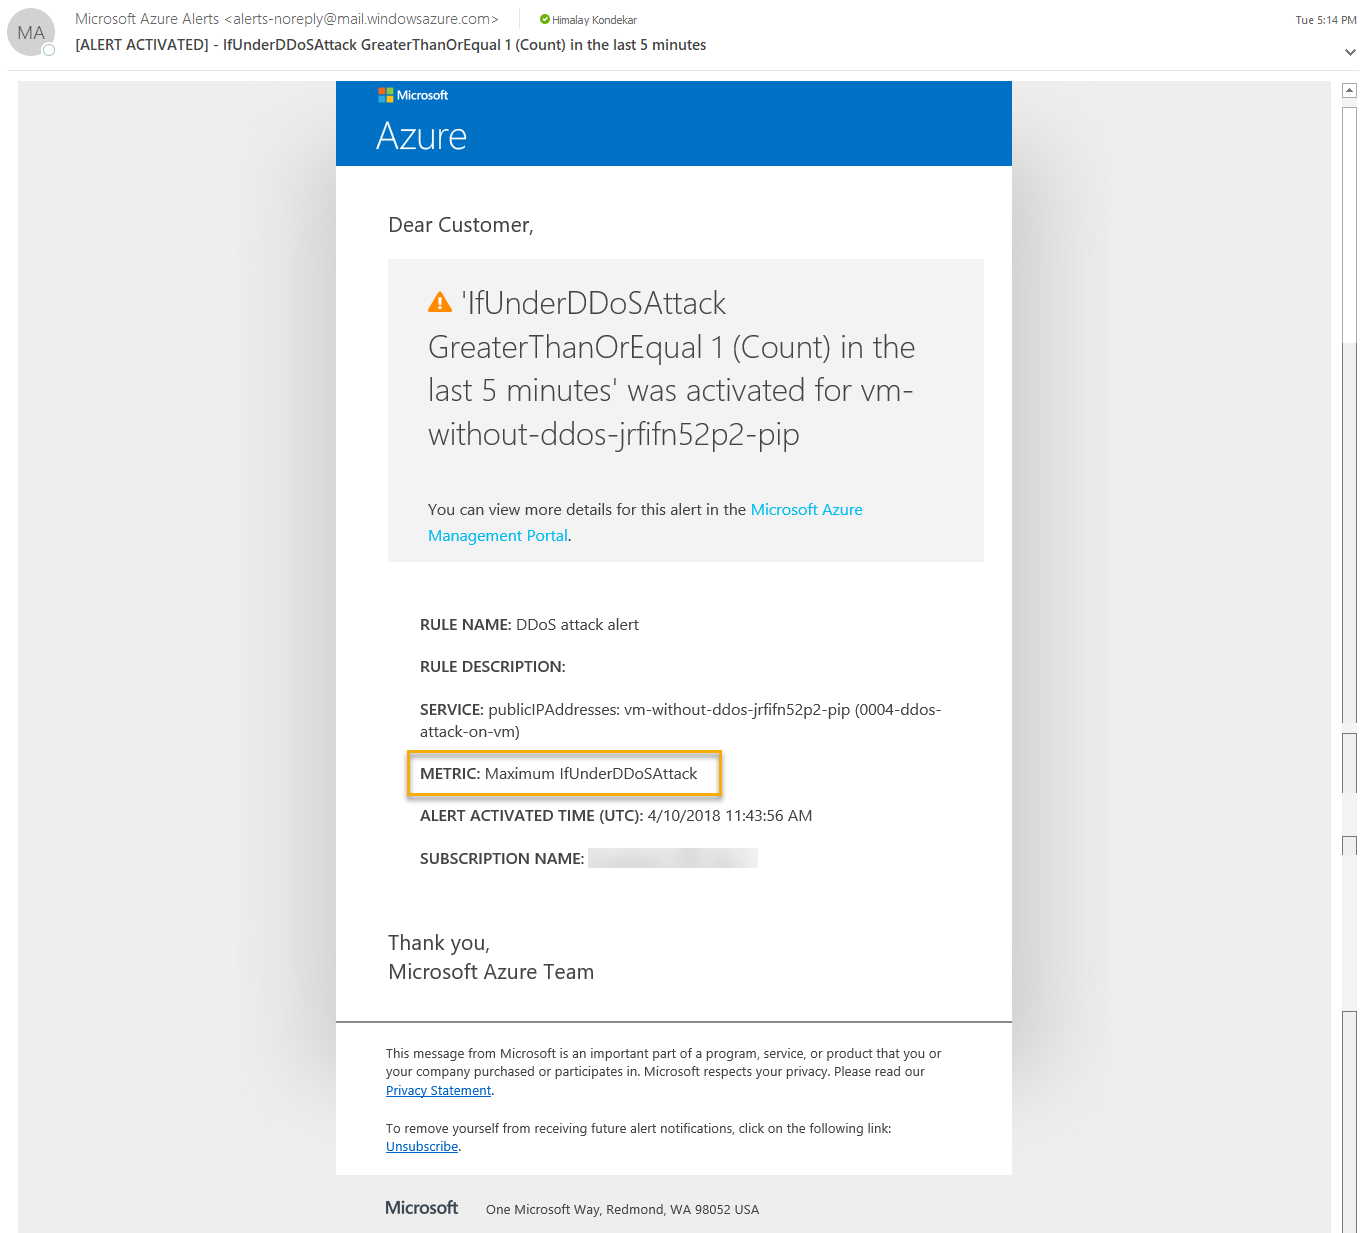 MA
Microsoft Azure Alerts <alerts-noreply@mail.windowsazure.com>
Himalay Kondekar
Tue 5:14 PM
[ALERT ACTIVATED] - IfUnderDDoSAttack GreaterThanOrEqual 1 (Count) in the last 5 minutes
Microsoft
Azure
Dear Customer,
'IfUnderDDoSAttack
GreaterThanOrEqual 1 (Count) in the
last 5 minutes' was activated for vm-
without-ddos-jrfifn52p2-pip
You can view more details for this alert in the Microsoft Azure
Management Portal.
RULE NAME: DDoS attack alert
RULE DESCRIPTION:
SERVICE: publicIPAddresses: vm-without-ddos-jrfifn52p2-pip (0004-ddos-
attack-on-vm)
METRIC: Maximum IfUnderDDoSAttack
ALERT ACTIVATED TIME (UTC): 4/10/2018 11:43:56 AM
SUBSCRIPTION NAME:
Thank you,
Microsoft Azure Team
This message from Microsoft is an important part of a program, service, or product that you or
your company purchased or participates in. Microsoft respects your privacy. Please read our
Privacy Statement.
To remove yourself from receiving future alert notifications, click on the following link:
Unsubscribe.
Microsoft
One Microsoft Way, Redmond, WA 98052 USA